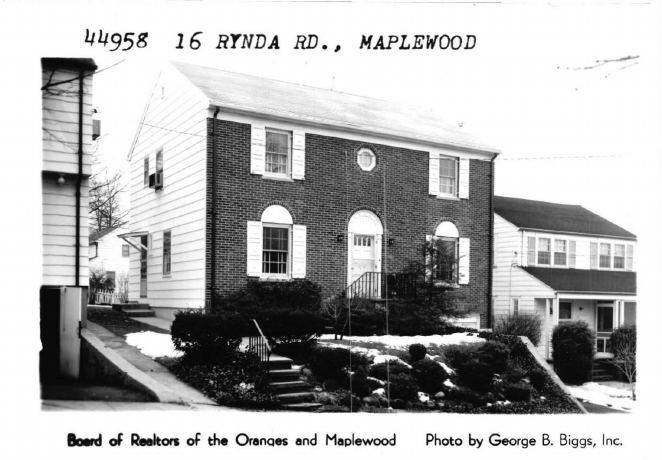 44958 16 RYNDA RD., MAPLEWOOD
Board of Realtors of the Oranges and Maplewood Photo by George B. Biggs, Inc.